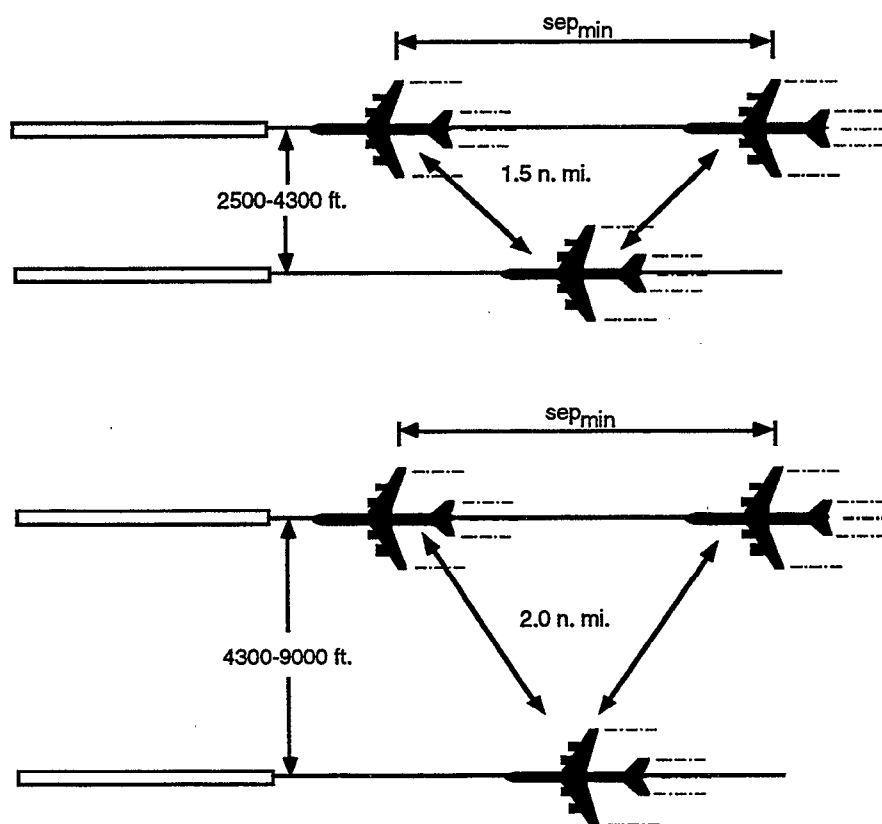 sepmin
1.5 n. mi.
2500-4300 ft.
sepmin
2.0 n. mi.
4300-9000 ft.